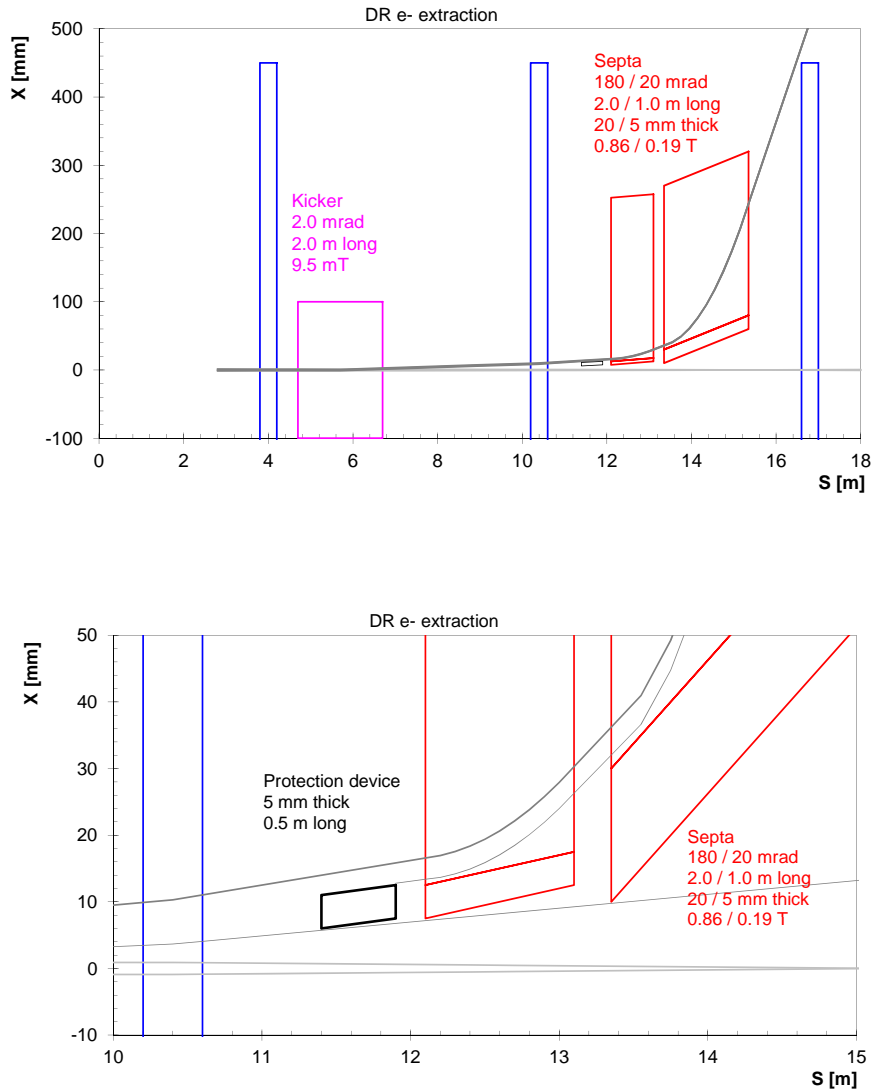 DR e- extraction
X [mm]
500
400
300
200
100
0
-100
Septa
180 / 20 mrad
2.0 / 1.0 m long
20 / 5 mm thick
0.86 / 0.19 T
Kicker
2.0 mrad
2.0 m long
9.5 mT
0 2 4 6 8 10 12 14 16 18
S [m]
DR e- extraction
X [mm]
50
40
30
20
10
0
-10
Protection device
5 mm thick
0.5 m long
Septa
180 / 20 mrad
2.0 / 1.0 m long
20 / 5 mm thick
0.86 / 0.19 T
10 11 12 13 14 15
S [m]